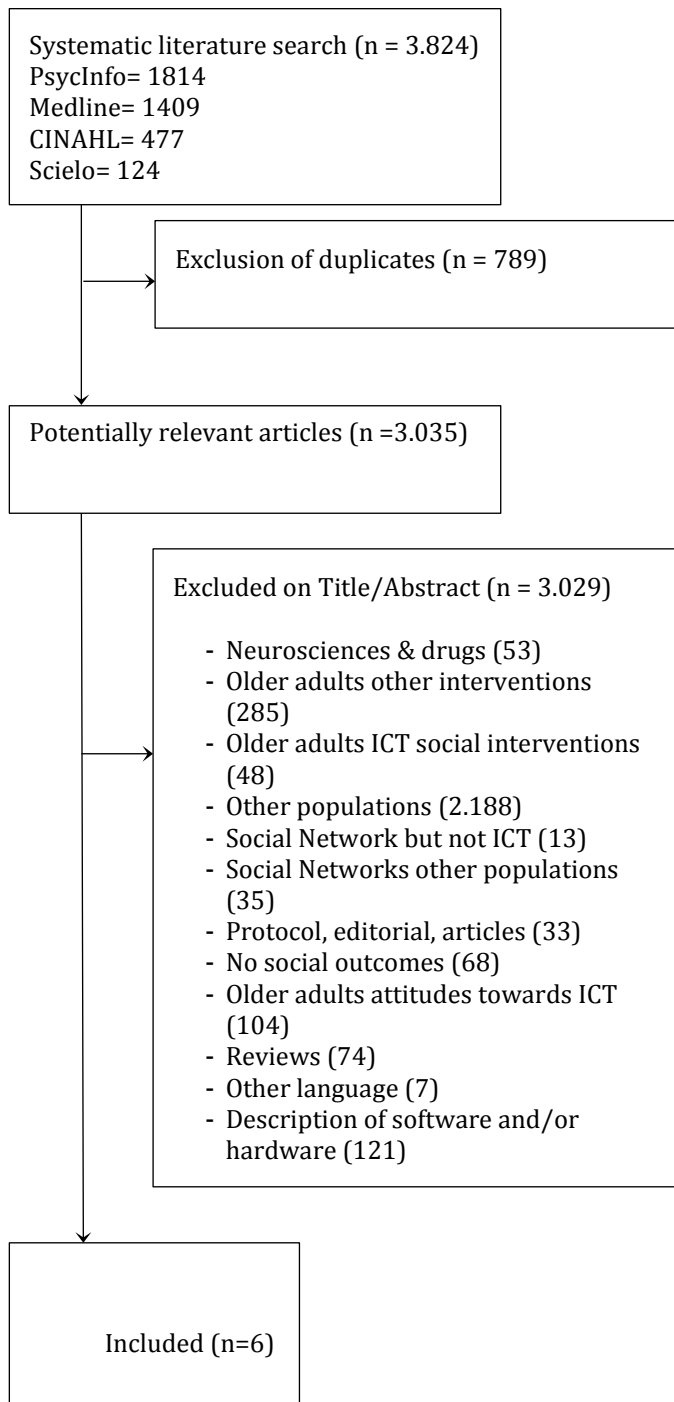 Systematic literature search (n = 3.824)
PsycInfo= 1814
Medline= 1409
CINAHL= 477
Scielo= 124
Exclusion of duplicates (n = 789)
Potentially relevant articles (n =3.035)
Excluded on Title/Abstract (n = 3.029)
- Neurosciences & drugs (53)
- Older adults other interventions
(285)
- Older adults ICT social interventions
(48)
- Other populations (2.188)
- Social Network but not ICT (13)
- Social Networks other populations
(35)
- Protocol, editorial, articles (33)
- No social outcomes (68)
- Older adults attitudes towards ICT
(104)
- Reviews (74)
- Other language (7)
- Description of software and/or
hardware (121)
Included (n=6)